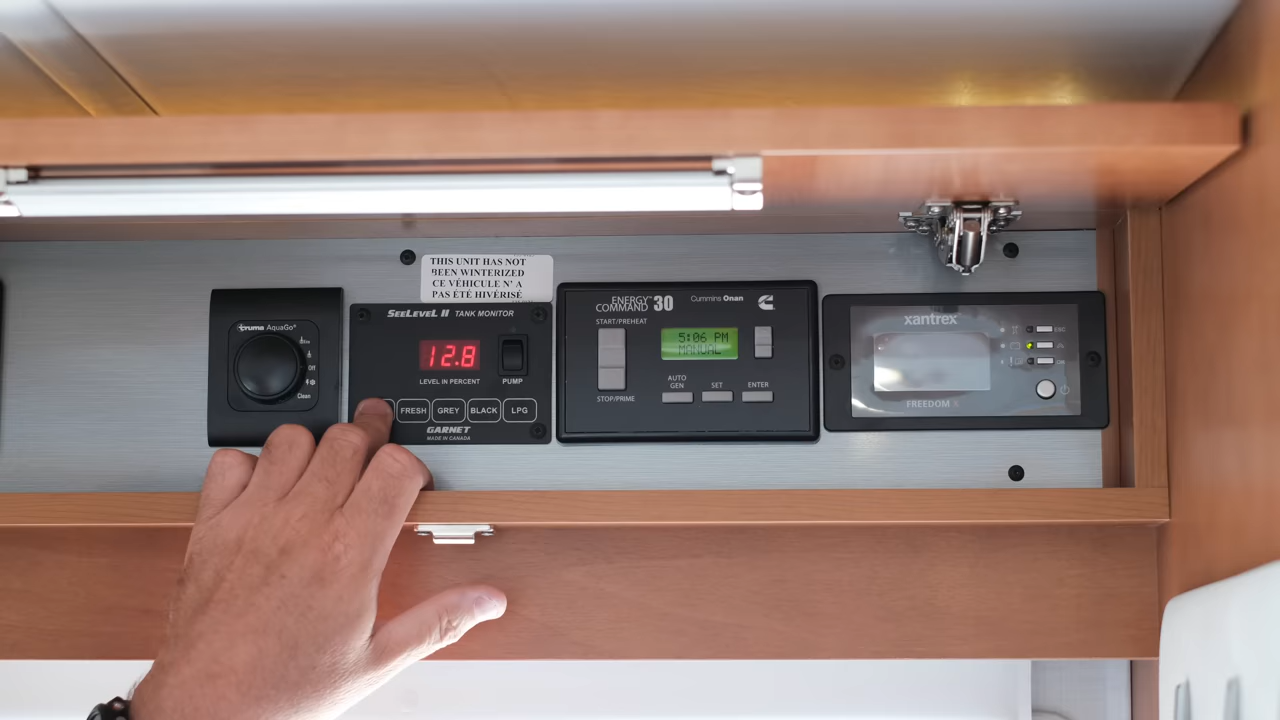 THIS UNIT HAS NOT
BEEN WINTERIZED
CE VÉHICULE N' A
PAS ÉTÉ HIVÉRISÉ
truma AquaGo®
Off
Clean
SEELEVEL II TANK MONITOR
12.8
LEVEL IN PERCENT
PUMP
FRESH
GREY
BLACK
LPG
GARNET
MADE IN CANADA
ENERGY™
COMMAND 30
Cummins Onan
START/PREHEAT
5:06 PM
MANUAL
AUTO
GEN
SET
ENTER
STOP/PRIME
xantrex™
FREEDOM